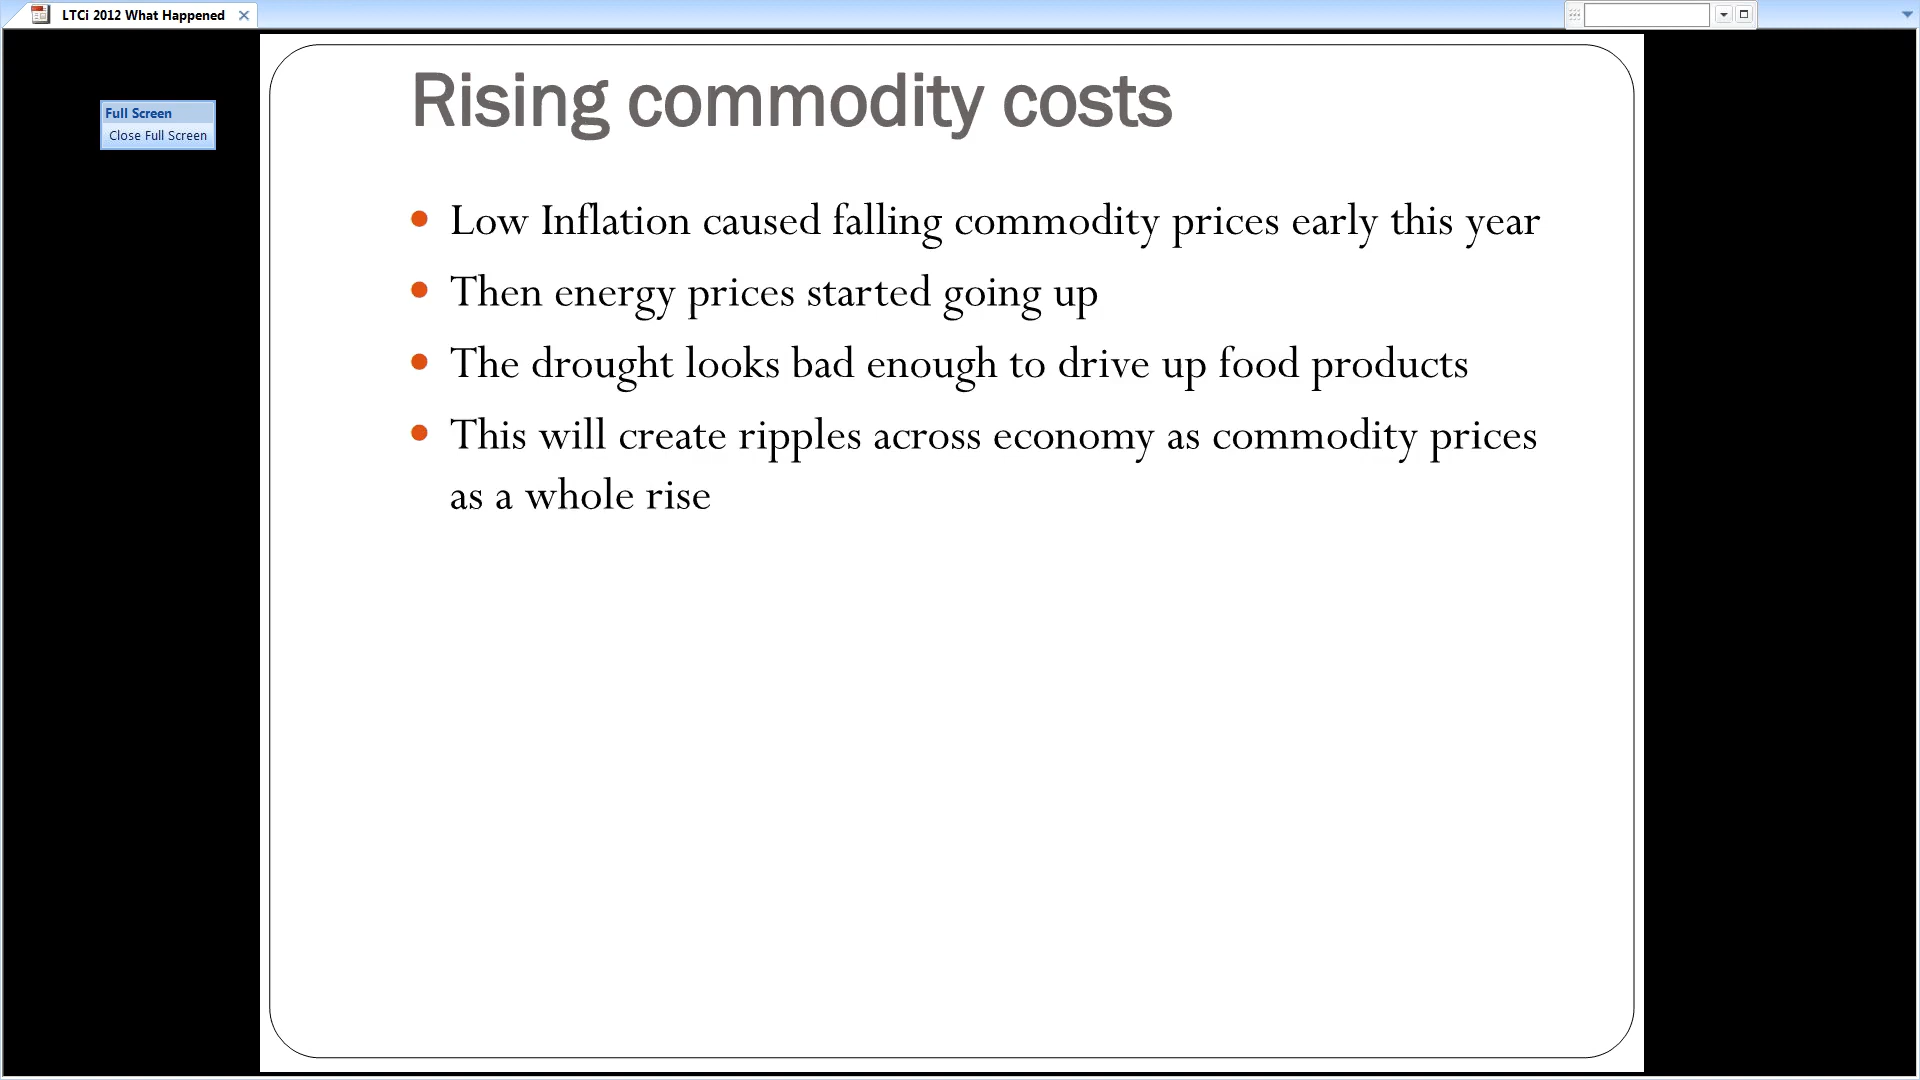 LTCi 2012 What Happened
Full Screen
Close Full Screen
Rising commodity costs
Low Inflation caused falling commodity prices early this year
Then energy prices started going up
The drought looks bad enough to drive up food products
This will create ripples across economy as commodity prices
as a whole rise